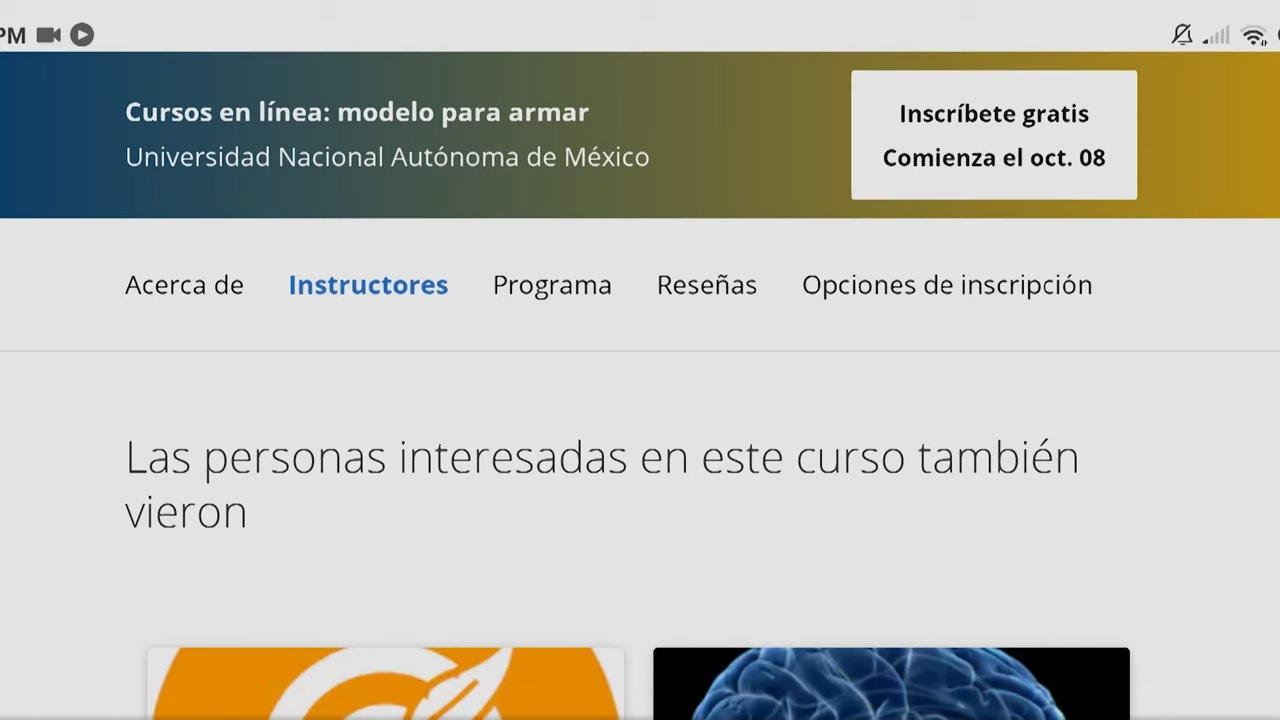 PM
Cursos en línea: modelo para armar
Universidad Nacional Autónoma de México
Inscríbete gratis
Comienza el oct. 08
Acerca de
Instructores
Programa
Reseñas
Opciones de inscripción
Las personas interesadas en este curso también
vieron